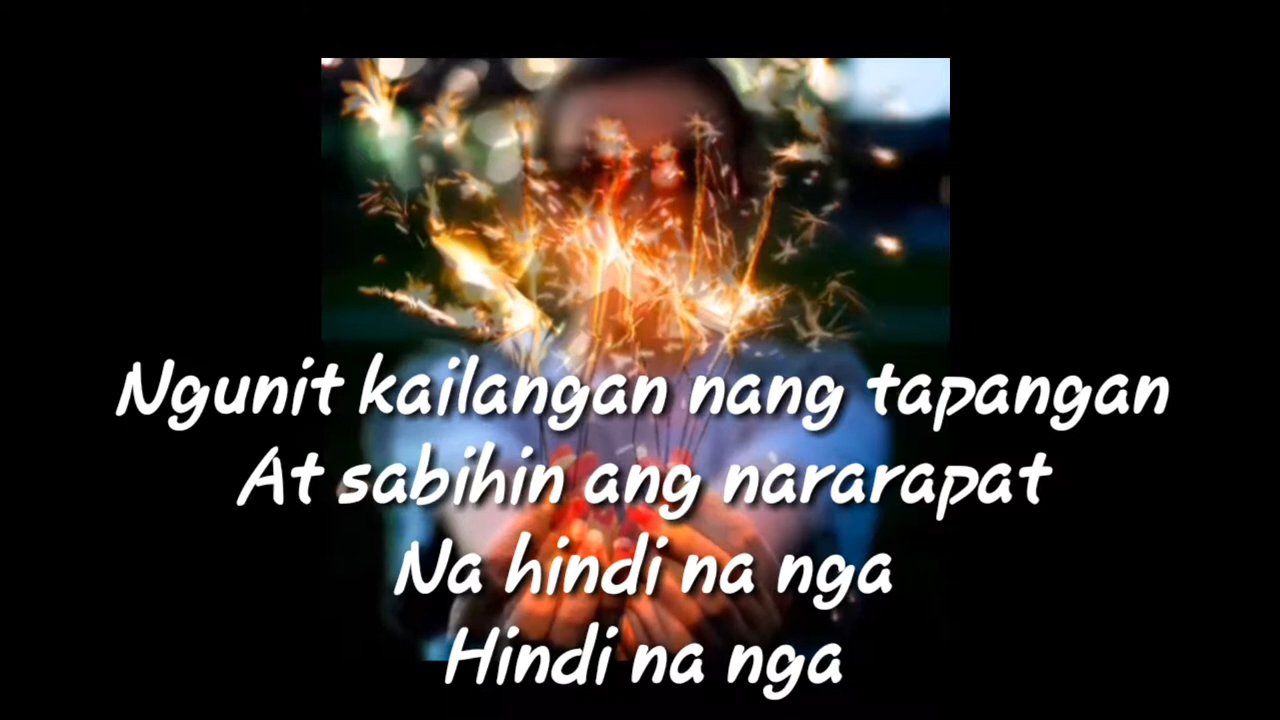 Ngunit kailangan nang tapangan
At sabihin ang nararapat
Na hindi na nga
Hindi na nga